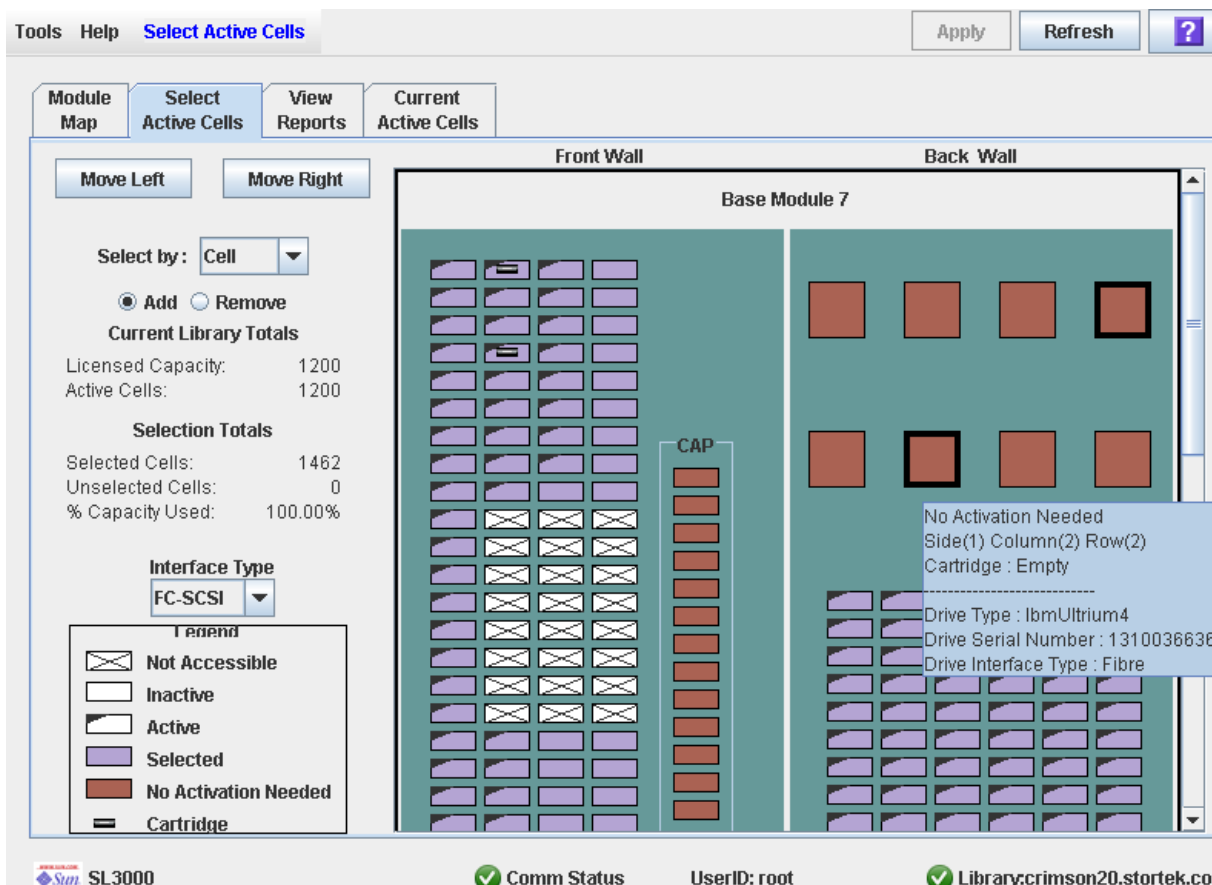 Tools Help Select Active Cells Apply Refresh ?
Module Map
Select Active Cells
View Reports
Current Active Cells
Move Left Move Right
Front Wall Back Wall
Base Module 7
Select by : Cell
Add Remove
Current Library Totals
Licensed Capacity: 1200
Active Cells: 1200
Selection Totals
Selected Cells: 1462
Unselected Cells: 0
% Capacity Used: 100.00%
Interface Type
FC-SCSI
Legend
Not Accessible
Inactive
Active
Selected
No Activation Needed
Cartridge
CAP
No Activation Needed
Side(1) Column(2) Row(2)
Cartridge : Empty
-----------------------------
Drive Type : IbmUltrium4
Drive Serial Number : 1310036636
Drive Interface Type : Fibre
Sun SL3000 Comm Status UserID: root Library:crimson20.stortek.co